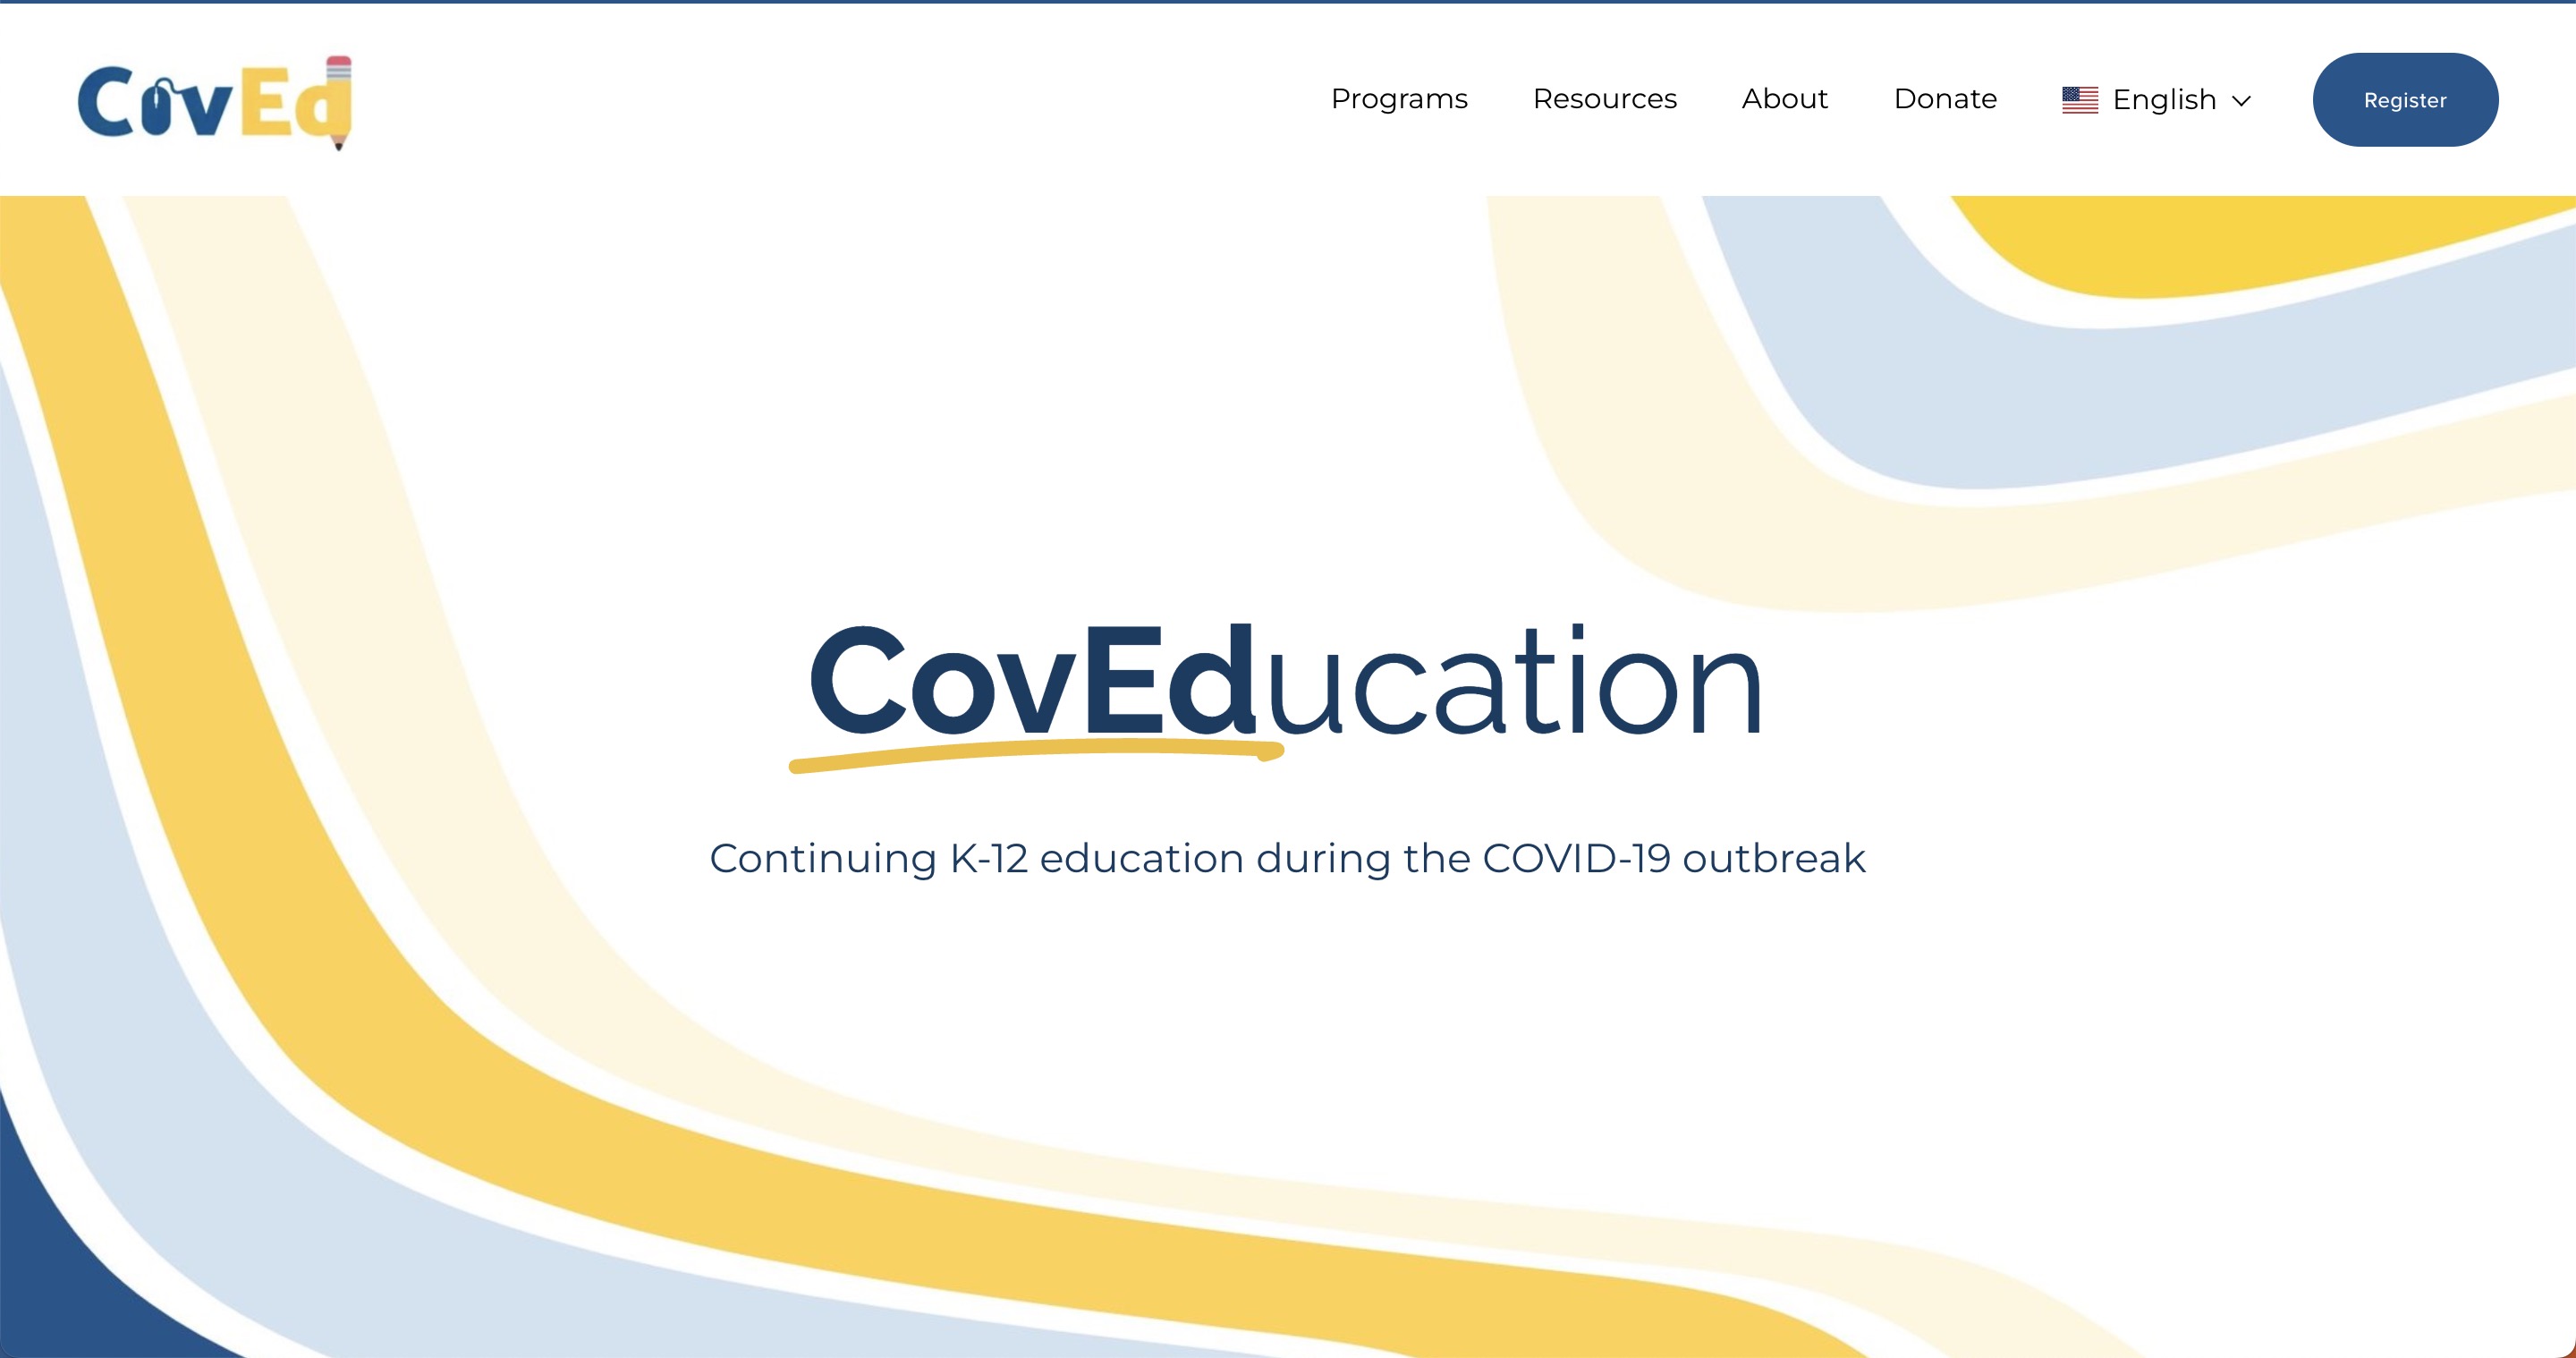 CovEd
Programs Resources About Donate English Register
CovEducation
Continuing K-12 education during the COVID-19 outbreak